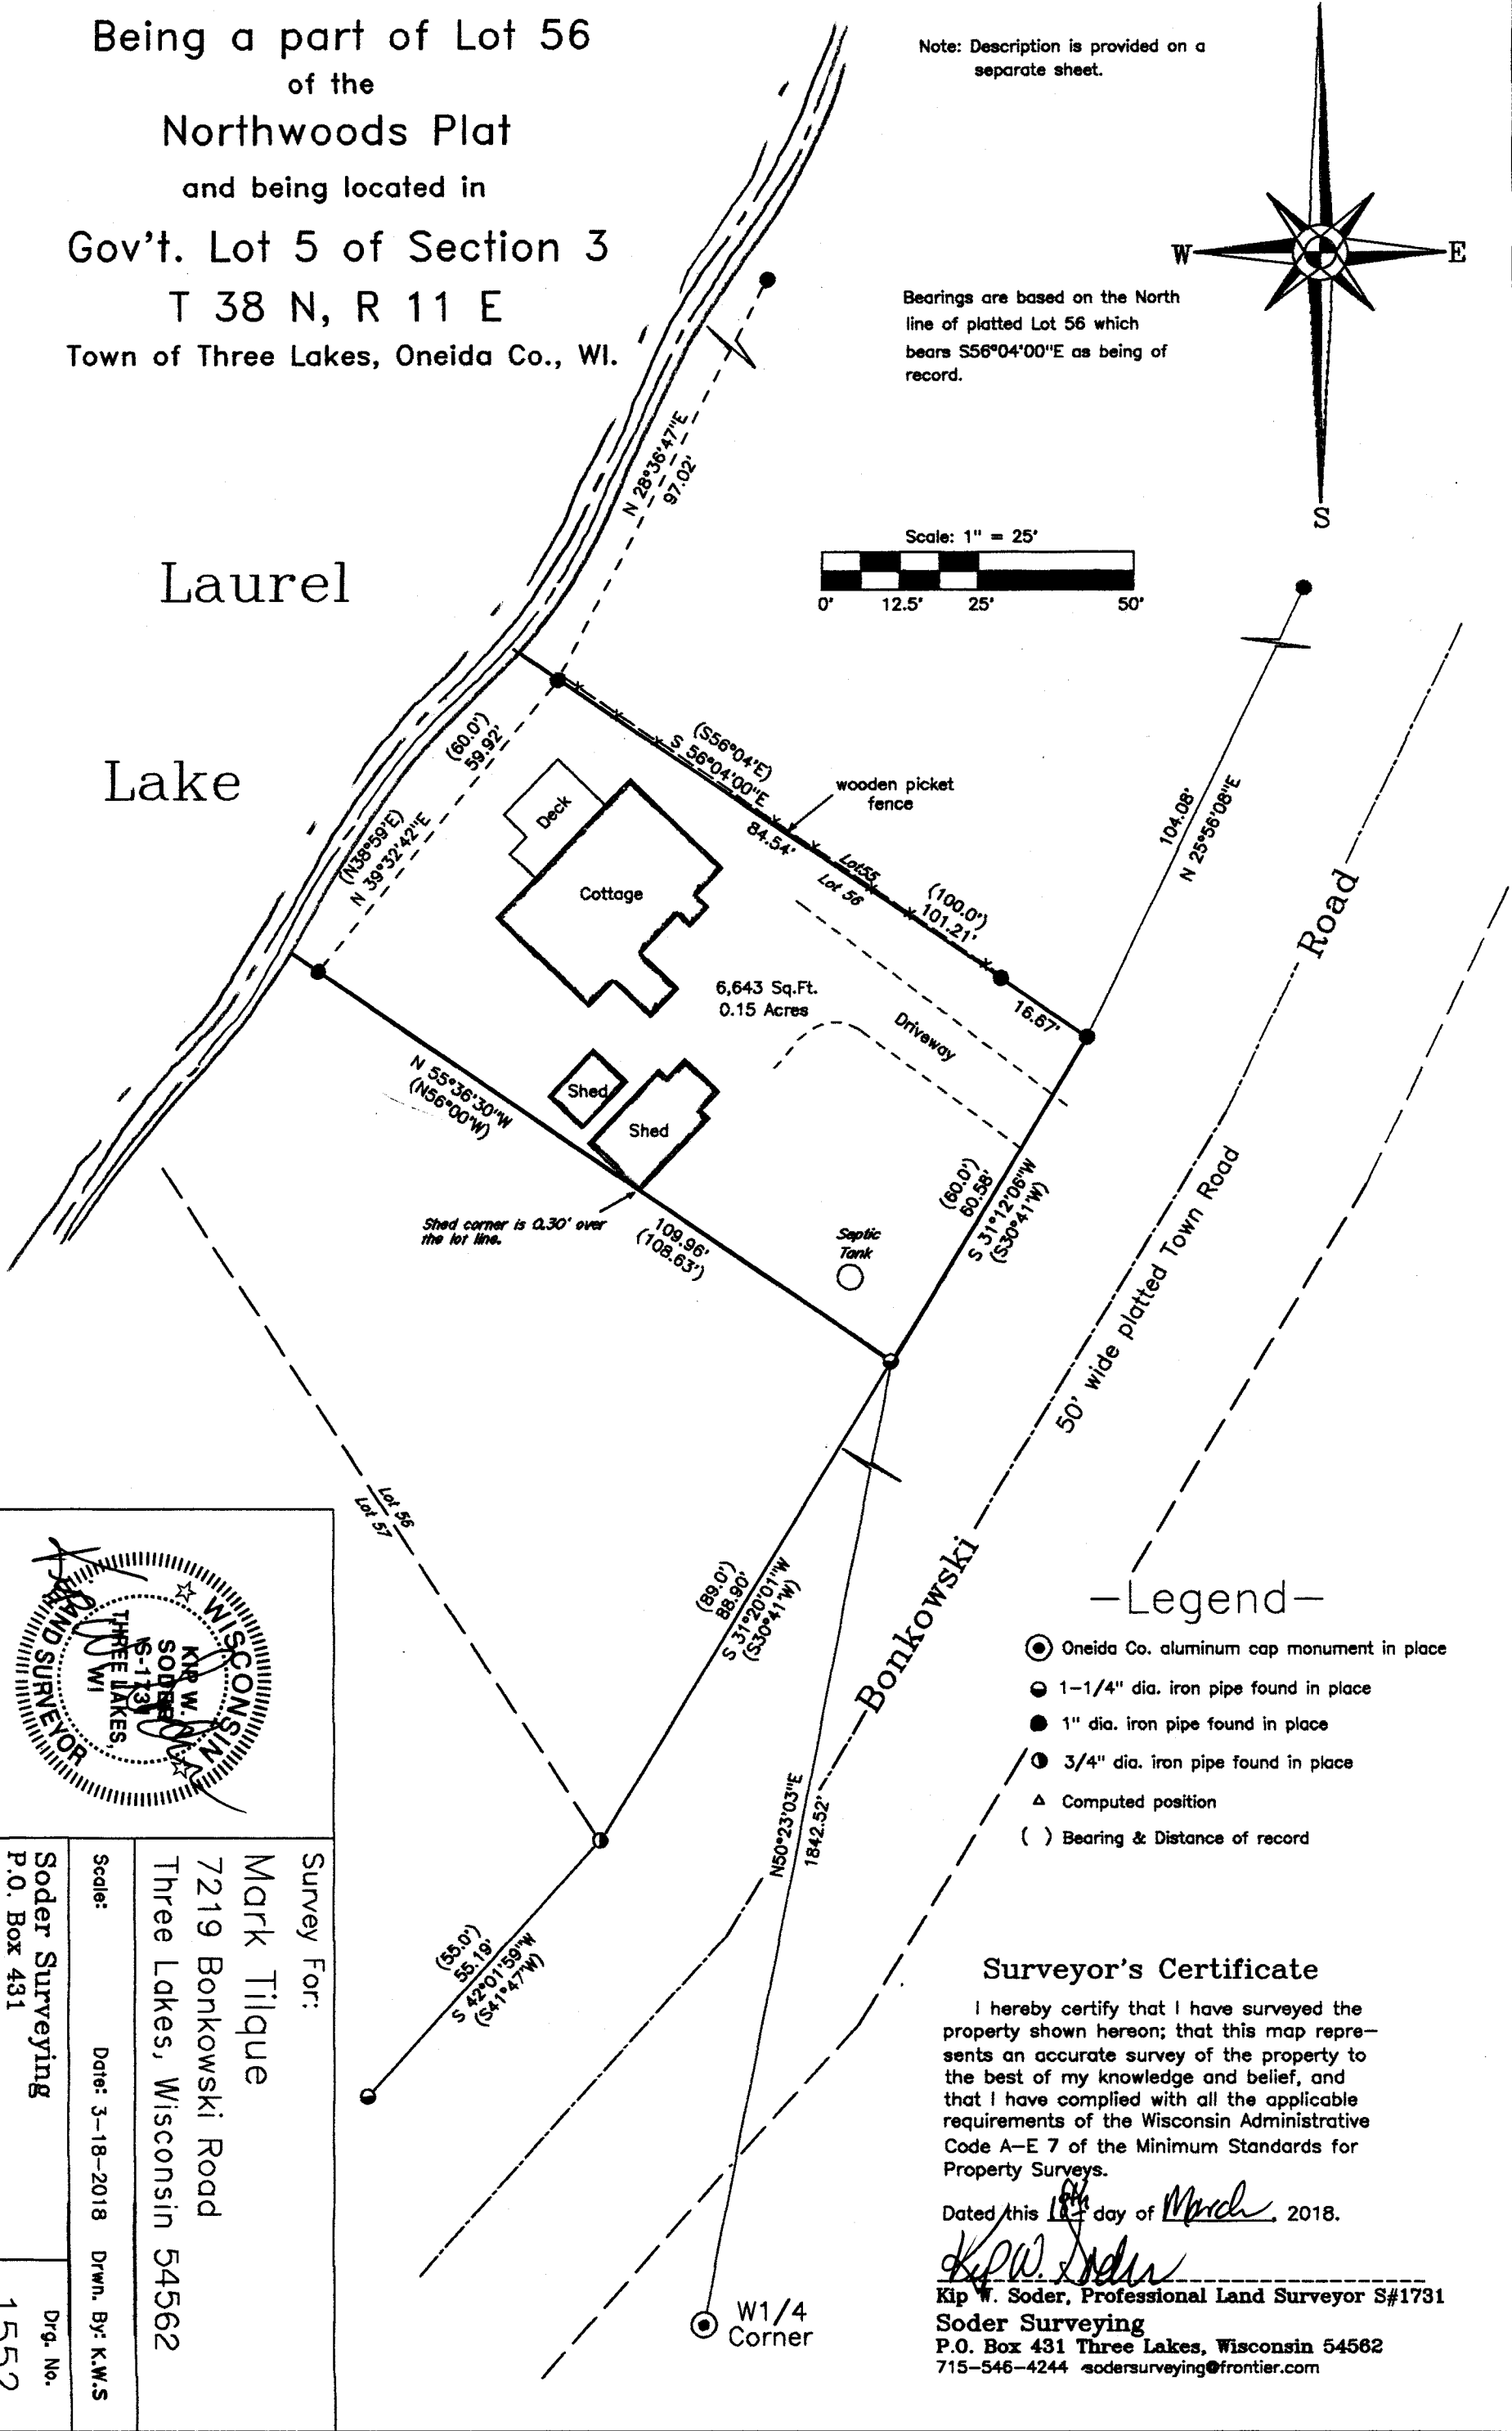 Being a part of Lot 56
of the
Northwoods Plat
and being located in
Gov't. Lot 5 of Section 3
T 38 N, R 11 E
Town of Three Lakes, Oneida Co., WI.
Note: Description is provided on a
separate sheet.
W
E
S
Bearings are based on the North
line of platted Lot 56 which
bears S56°04'00"E as being of
record.
Scale: 1" = 25'
0' 12.5' 25' 50'
Laurel
Lake
N 28°36'47"E
97.02'
(60.0')
59.92'
(N38°59'E)
N 39°32'42"E
(S56°04'E)
S 56°04'00"E
84.54'
wooden picket
fence
Lot55
Lot 56
(100.0')
101.21'
16.67'
104.08'
N 25°56'08"E
Deck
Cottage
6,643 Sq.Ft.
0.15 Acres
Driveway
Shed
Shed
N 55°36'30"W
(N56°00'W)
Shed corner is 0.30' over
the lot line.
109.96'
(108.63')
Septic
Tank
(60.0')
60.58'
S 31°12'06"W
(S30°41'W)
50' wide platted Town Road
Bonkowski Road
Lot 56
Lot 57
(89.0')
88.90'
S 31°20'01"W
(S30°41'W)
N50°23'03"E
1842.52'
(55.0')
55.19'
S 42°01'59"W
(S41°47'W)
W1/4
Corner
—Legend—
Oneida Co. aluminum cap monument in place
1-1/4" dia. iron pipe found in place
1" dia. iron pipe found in place
3/4" dia. iron pipe found in place
Computed position
( ) Bearing & Distance of record
Surveyor's Certificate
I hereby certify that I have surveyed the
property shown hereon; that this map repre-
sents an accurate survey of the property to
the best of my knowledge and belief, and
that I have complied with all the applicable
requirements of the Wisconsin Administrative
Code A-E 7 of the Minimum Standards for
Property Surveys.
Dated this 18th day of March, 2018.
Kip W. Soder
Kip W. Soder, Professional Land Surveyor S#1731
Soder Surveying
P.O. Box 431 Three Lakes, Wisconsin 54562
715-546-4244 sodersurveying@frontier.com
WISCONSIN
KIP W.
SODER
S-1731
THREE LAKES,
WI
LAND SURVEYOR
Survey For:
Mark Tilque
7219 Bonkowski Road
Three Lakes, Wisconsin 54562
Scale: Date: 3-18-2018 Drwn. By: K.W.S
Soder Surveying
P.O. Box 431
Drg. No.
1552